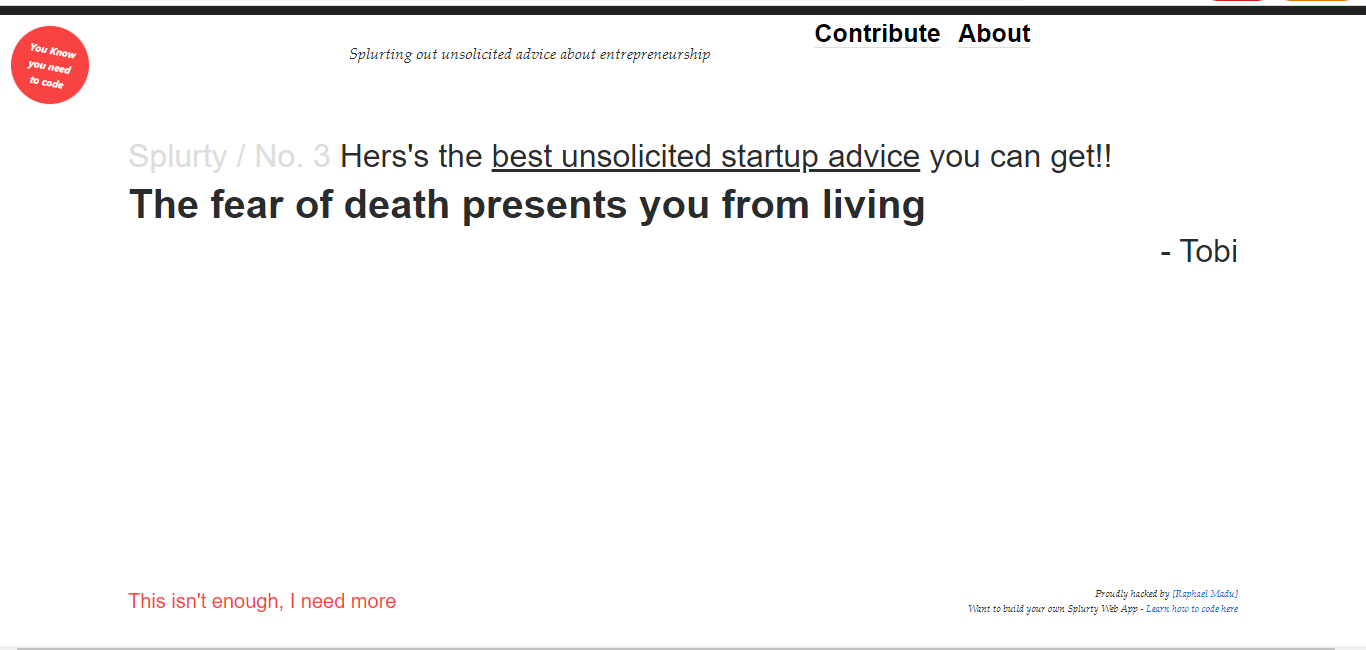 You Know
you need
to code
Splurting out unsolicited advice about entrepreneurship
Contribute About
Splurty / No. 3 Hers's the best unsolicited startup advice you can get!!
The fear of death presents you from living
- Tobi
This isn't enough, I need more
Proudly hacked by [Raphael Madu]
Want to build your own Splurty Web App - Learn how to code here